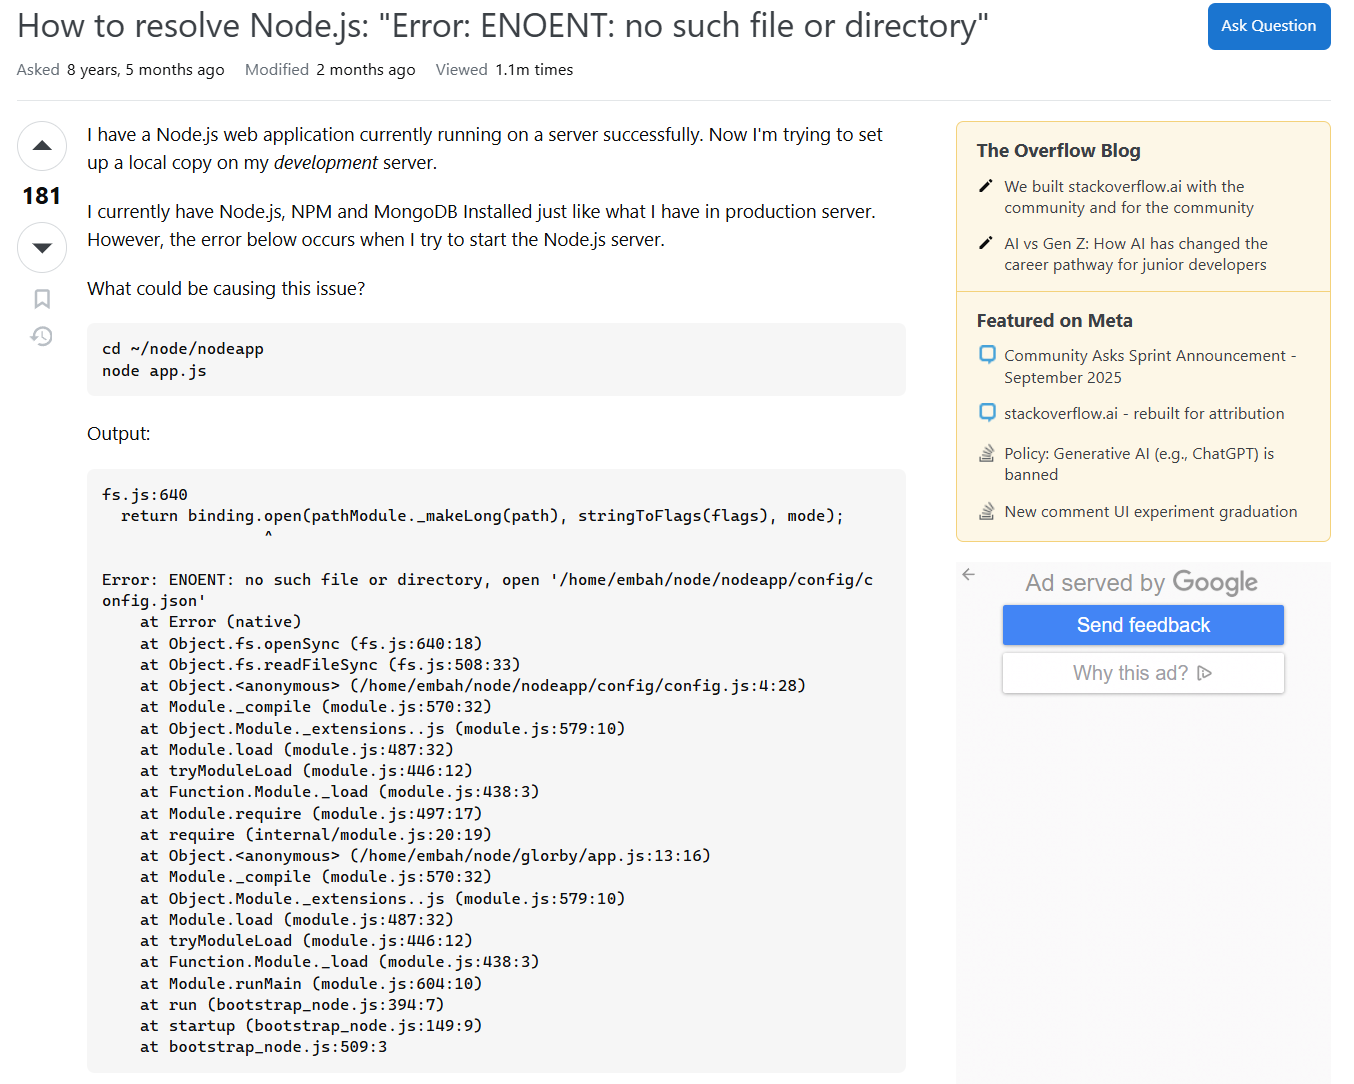 How to resolve Node.js: "Error: ENOENT: no such file or directory"
Ask Question
Asked 8 years, 5 months ago Modified 2 months ago Viewed 1.1m times
181
I have a Node.js web application currently running on a server successfully. Now I'm trying to set
up a local copy on my development server.
I currently have Node.js, NPM and MongoDB Installed just like what I have in production server.
However, the error below occurs when I try to start the Node.js server.
What could be causing this issue?
cd ~/node/nodeapp
node app.js
Output:
fs.js:640
  return binding.open(pathModule._makeLong(path), stringToFlags(flags), mode);
                 ^
Error: ENOENT: no such file or directory, open '/home/embah/node/nodeapp/config/c
onfig.json'
    at Error (native)
    at Object.fs.openSync (fs.js:640:18)
    at Object.fs.readFileSync (fs.js:508:33)
    at Object.<anonymous> (/home/embah/node/nodeapp/config/config.js:4:28)
    at Module._compile (module.js:570:32)
    at Object.Module._extensions..js (module.js:579:10)
    at Module.load (module.js:487:32)
    at tryModuleLoad (module.js:446:12)
    at Function.Module._load (module.js:438:3)
    at Module.require (module.js:497:17)
    at require (internal/module.js:20:19)
    at Object.<anonymous> (/home/embah/node/glorby/app.js:13:16)
    at Module._compile (module.js:570:32)
    at Object.Module._extensions..js (module.js:579:10)
    at Module.load (module.js:487:32)
    at tryModuleLoad (module.js:446:12)
    at Function.Module._load (module.js:438:3)
    at Module.runMain (module.js:604:10)
    at run (bootstrap_node.js:394:7)
    at startup (bootstrap_node.js:149:9)
    at bootstrap_node.js:509:3
The Overflow Blog
We built stackoverflow.ai with the
community and for the community
AI vs Gen Z: How AI has changed the
career pathway for junior developers
Featured on Meta
Community Asks Sprint Announcement -
September 2025
stackoverflow.ai - rebuilt for attribution
Policy: Generative AI (e.g., ChatGPT) is
banned
New comment UI experiment graduation
Ad served by Google
Send feedback
Why this ad?